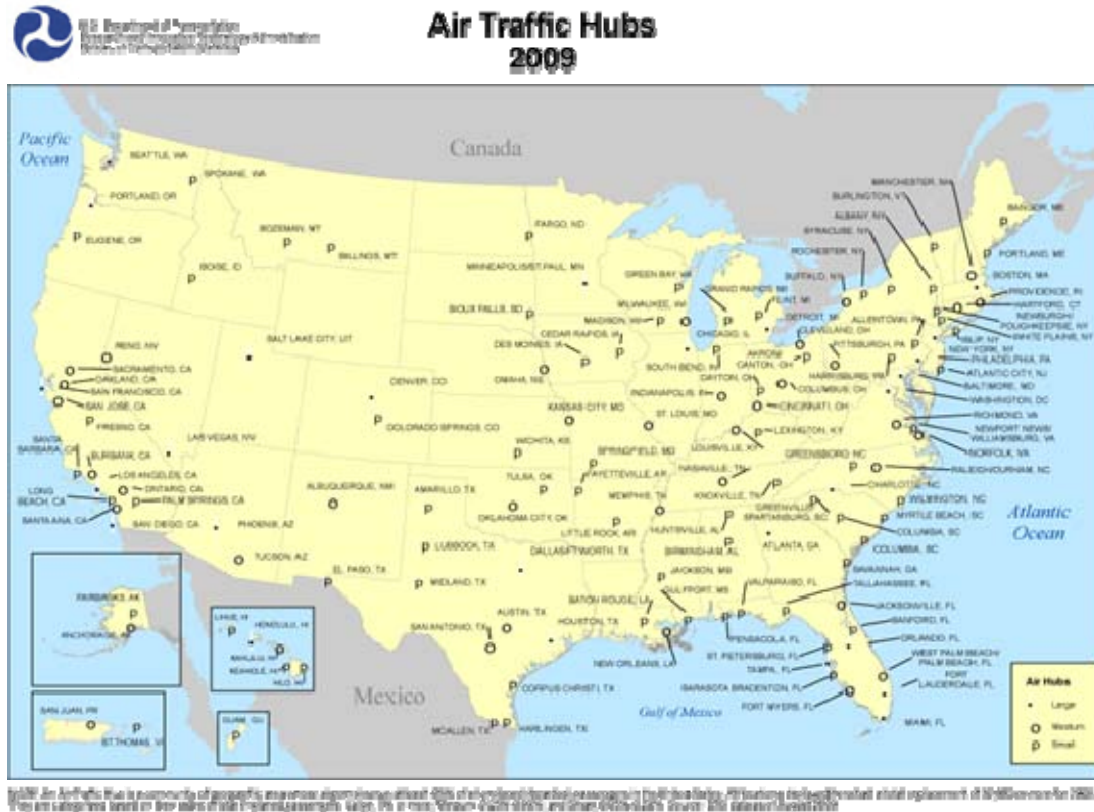 Air Traffic Hubs
2009
Pacific
Ocean
Canada
BEATTLE, WA
SPOKANE, WA
PORTLAND, OR
EUGENE, OR
BOZEMAN, MT
BILLINGS, MT
BOISE, ID
FARGO, ND
MINNEAPOLIS/ST.PAUL, MN
SIOUX FALLS, SD
GREEN BAY, WI
MILWAUKEE, WI
MADISON, WI
GRAND RAPIDS, MI
FLINT, MI
DETROIT, MI
CHICAGO, IL
CEDAR RAPIDS, IA
DES MOINES, IA
OMAHA, NE
SOUTH BEND, IN
MANCHESTER, NH
BURLINGTON, VT
ALBANY, NY
SYRACUSE, NY
ROCHESTER, NY
BUFFALO, NY
BANGOR, ME
PORTLAND, ME
BOSTON, MA
PROVIDENCE, RI
HARTFORD, CT
NEWBURGH/
POUGHKEEPSIE, NY
WHITE PLAINS, NY
ISLIP, NY
NEW YORK, NY
PHILADELPHIA, PA
ATLANTIC CITY, NJ
BALTIMORE, MD
WASHINGTON, DC
RICHMOND, VA
NEWPORT NEWS/
WILLIAMSBURG, VA
NORFOLK, VA
RALEIGH/DURHAM, NC
ALLENTOWN, PA
CLEVELAND, OH
PITTSBURGH, PA
AKRON/
CANTON, OH
HARRISBURG, PA
DAYTON, OH
COLUMBUS, OH
INDIANAPOLIS, IN
CINCINNATI, OH
LEXINGTON, KY
LOUISVILLE, KY
RENO, NV
SACRAMENTO, CA
OAKLAND, CA
SAN FRANCISCO, CA
SAN JOSE, CA
FRESNO, CA
SALT LAKE CITY, UT
DENVER, CO
COLORADO SPRINGS, CO
KANSAS CITY, MO
ST. LOUIS, MO
LAS VEGAS, NV
SANTA
BARBARA, CA
BURBANK, CA
LOS ANGELES, CA
ONTARIO, CA
LONG
BEACH, CA
PALM SPRINGS, CA
SANTA ANA, CA
SAN DIEGO, CA
PHOENIX, AZ
TUCSON, AZ
ALBUQUERQUE, NM
WICHITA, KS
TULSA, OK
SPRINGFIELD, MO
FAYETTEVILLE, AR
OKLAHOMA CITY, OK
AMARILLO, TX
LUBBOCK, TX
LITTLE ROCK, AR
MEMPHIS, TN
NASHVILLE, TN
KNOXVILLE, TN
GREENSBORO, NC
CHARLOTTE, NC
GREENVILLE/
SPARTANBURG, SC
WILMINGTON, NC
MYRTLE BEACH, SC
COLUMBIA, SC
COLUMBIA, SC
SAVANNAH, GA
HUNTSVILLE, AL
BIRMINGHAM, AL
ATLANTA, GA
Atlantic
Ocean
DALLAS/FT.WORTH, TX
EL PASO, TX
MIDLAND, TX
JACKSON, MS
GULFPORT, MS
BATON ROUGE, LA
HOUSTON, TX
AUSTIN, TX
SAN ANTONIO, TX
NEW ORLEANS, LA
VALPARAISO, FL
TALLAHASSEE, FL
PENSACOLA, FL
JACKSONVILLE, FL
SANFORD, FL
ORLANDO, FL
ST. PETERSBURG, FL
TAMPA, FL
SARASOTA BRADENTON, FL
FORT MYERS, FL
WEST PALM BEACH/
PALM BEACH, FL
FORT
LAUDERDALE, FL
MIAMI, FL
CORPUS CHRISTI, TX
MCALLEN, TX
HARLINGEN, TX
Mexico
Gulf of Mexico
FAIRBANKS, AK
ANCHORAGE, AK
LIHUE, HI
HONOLULU, HI
KAHULUI, HI
HILO, HI
SAN JUAN, PR
ST THOMAS, VI
GUAM, GU
Air Hubs
Large
Medium
Small